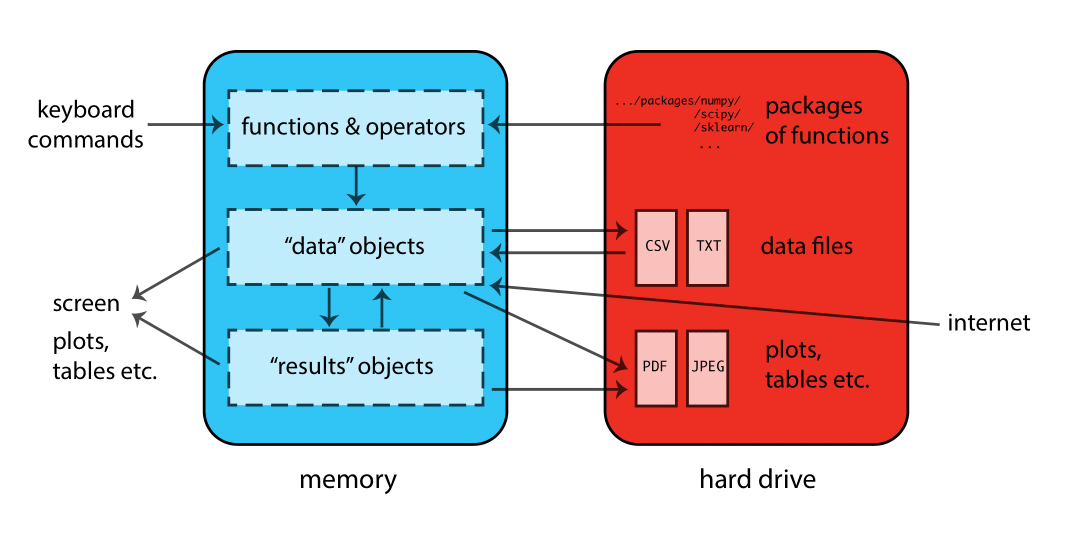 keyboard
commands
functions & operators
.../packages/numpy/
/scipy/
/sklearn/
...
packages
of functions
“data” objects
CSV
TXT
data files
screen
plots,
tables etc.
internet
“results” objects
PDF
JPEG
plots,
tables etc.
memory
hard drive